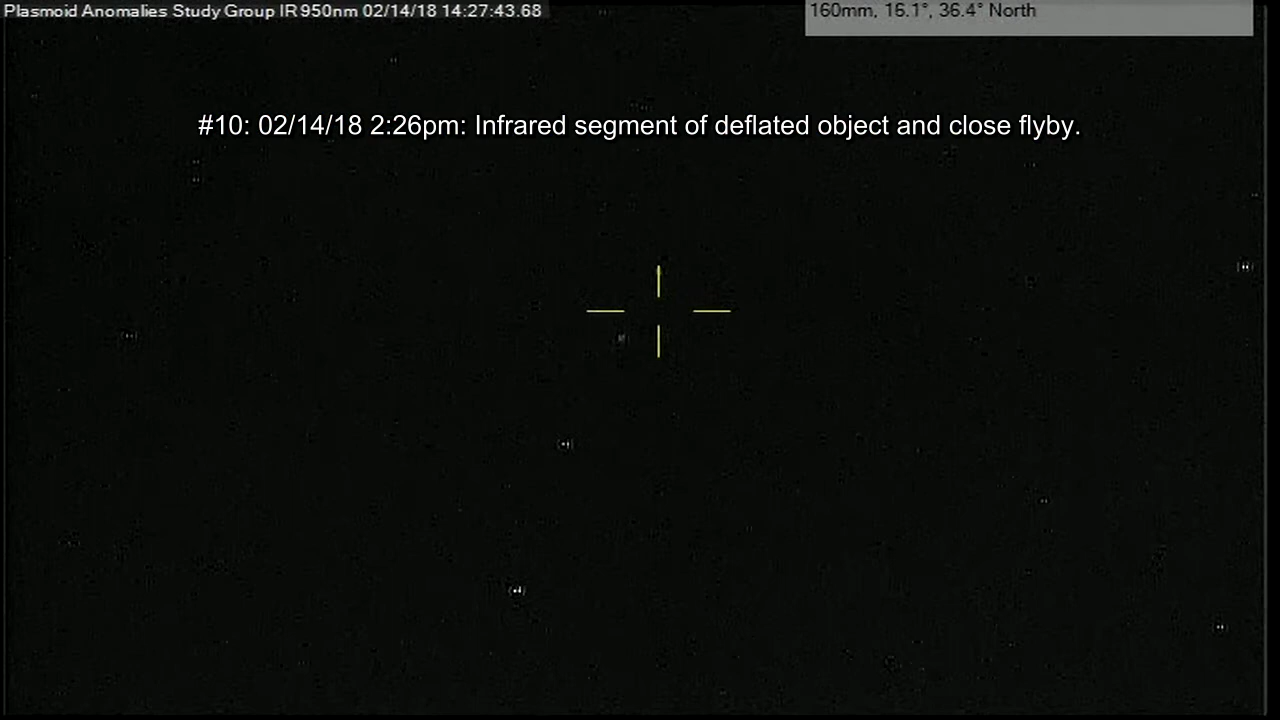 Plasmoid Anomalies Study Group IR 950nm 02/14/18 14:27:43.68
160mm, 16.1°, 36.4° North
#10: 02/14/18 2:26pm: Infrared segment of deflated object and close flyby.